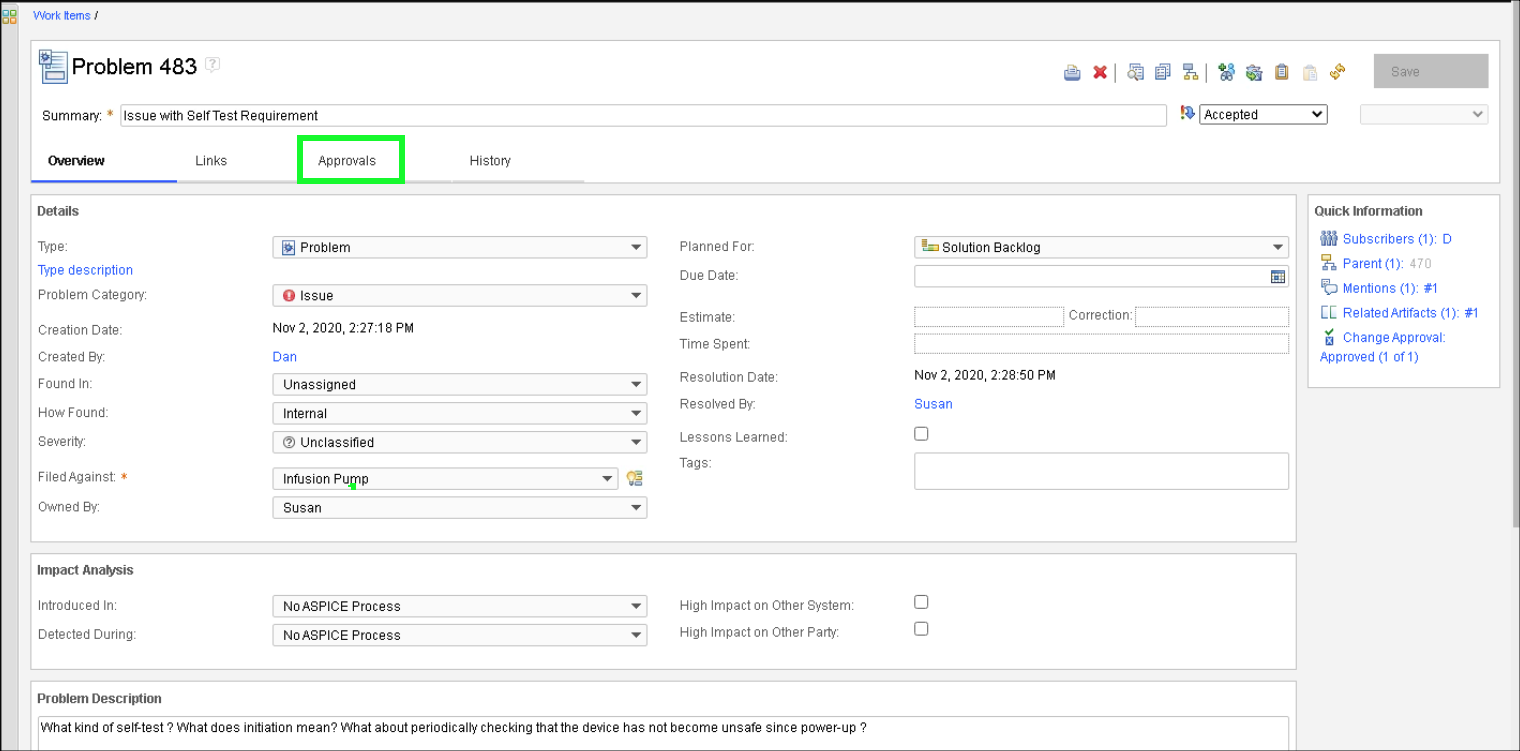 Work Items /
Problem 483 ?
Save
Summary: * Issue with Self Test Requirement Accepted
Overview Links Approvals History
Details
Type: Problem
Type description
Problem Category: Issue
Creation Date: Nov 2, 2020, 2:27:18 PM
Created By: Dan
Found In: Unassigned
How Found: Internal
Severity: Unclassified
Filed Against: * Infusion Pump
Owned By: Susan
Planned For: Solution Backlog
Due Date:
Estimate: Correction:
Time Spent:
Resolution Date: Nov 2, 2020, 2:28:50 PM
Resolved By: Susan
Lessons Learned:
Tags:
Quick Information
Subscribers (1): D
Parent (1): 470
Mentions (1): #1
Related Artifacts (1): #1
Change Approval:
Approved (1 of 1)
Impact Analysis
Introduced In: No ASPICE Process
Detected During: No ASPICE Process
High Impact on Other System:
High Impact on Other Party:
Problem Description
What kind of self-test ? What does initiation mean? What about periodically checking that the device has not become unsafe since power-up ?